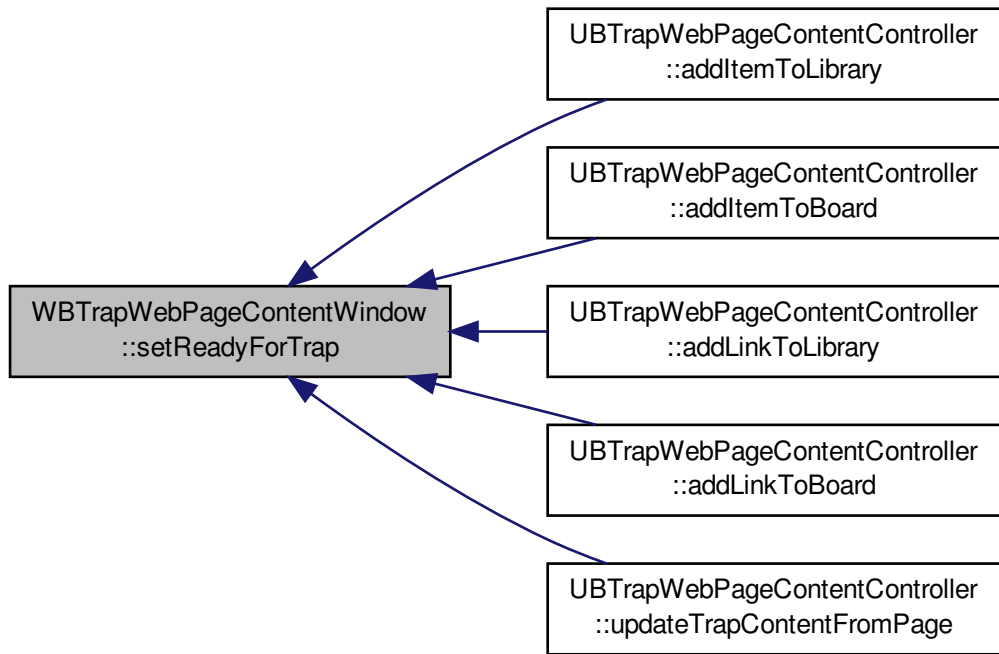 UBTrapWebPageContentController
::addItemToLibrary
UBTrapWebPageContentController
::addItemToBoard
WBTrapWebPageContentWindow
::setReadyForTrap
UBTrapWebPageContentController
::addLinkToLibrary
UBTrapWebPageContentController
::addLinkToBoard
UBTrapWebPageContentController
::updateTrapContentFromPage